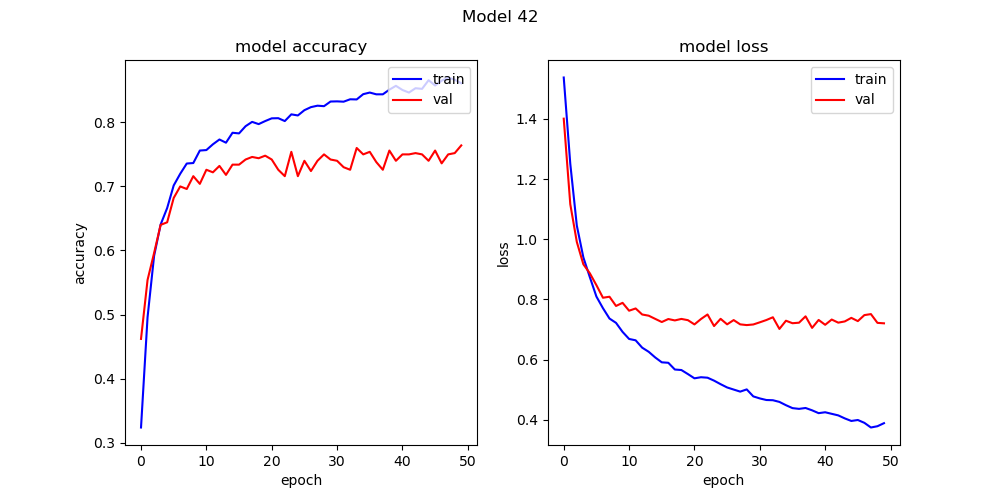 Model 42
model accuracy
train
val
0.8
0.7
0.6
0.5
0.4
0.3
accuracy
0 10 20 30 40 50
epoch
model loss
train
val
1.4
1.2
1.0
0.8
0.6
0.4
loss
0 10 20 30 40 50
epoch